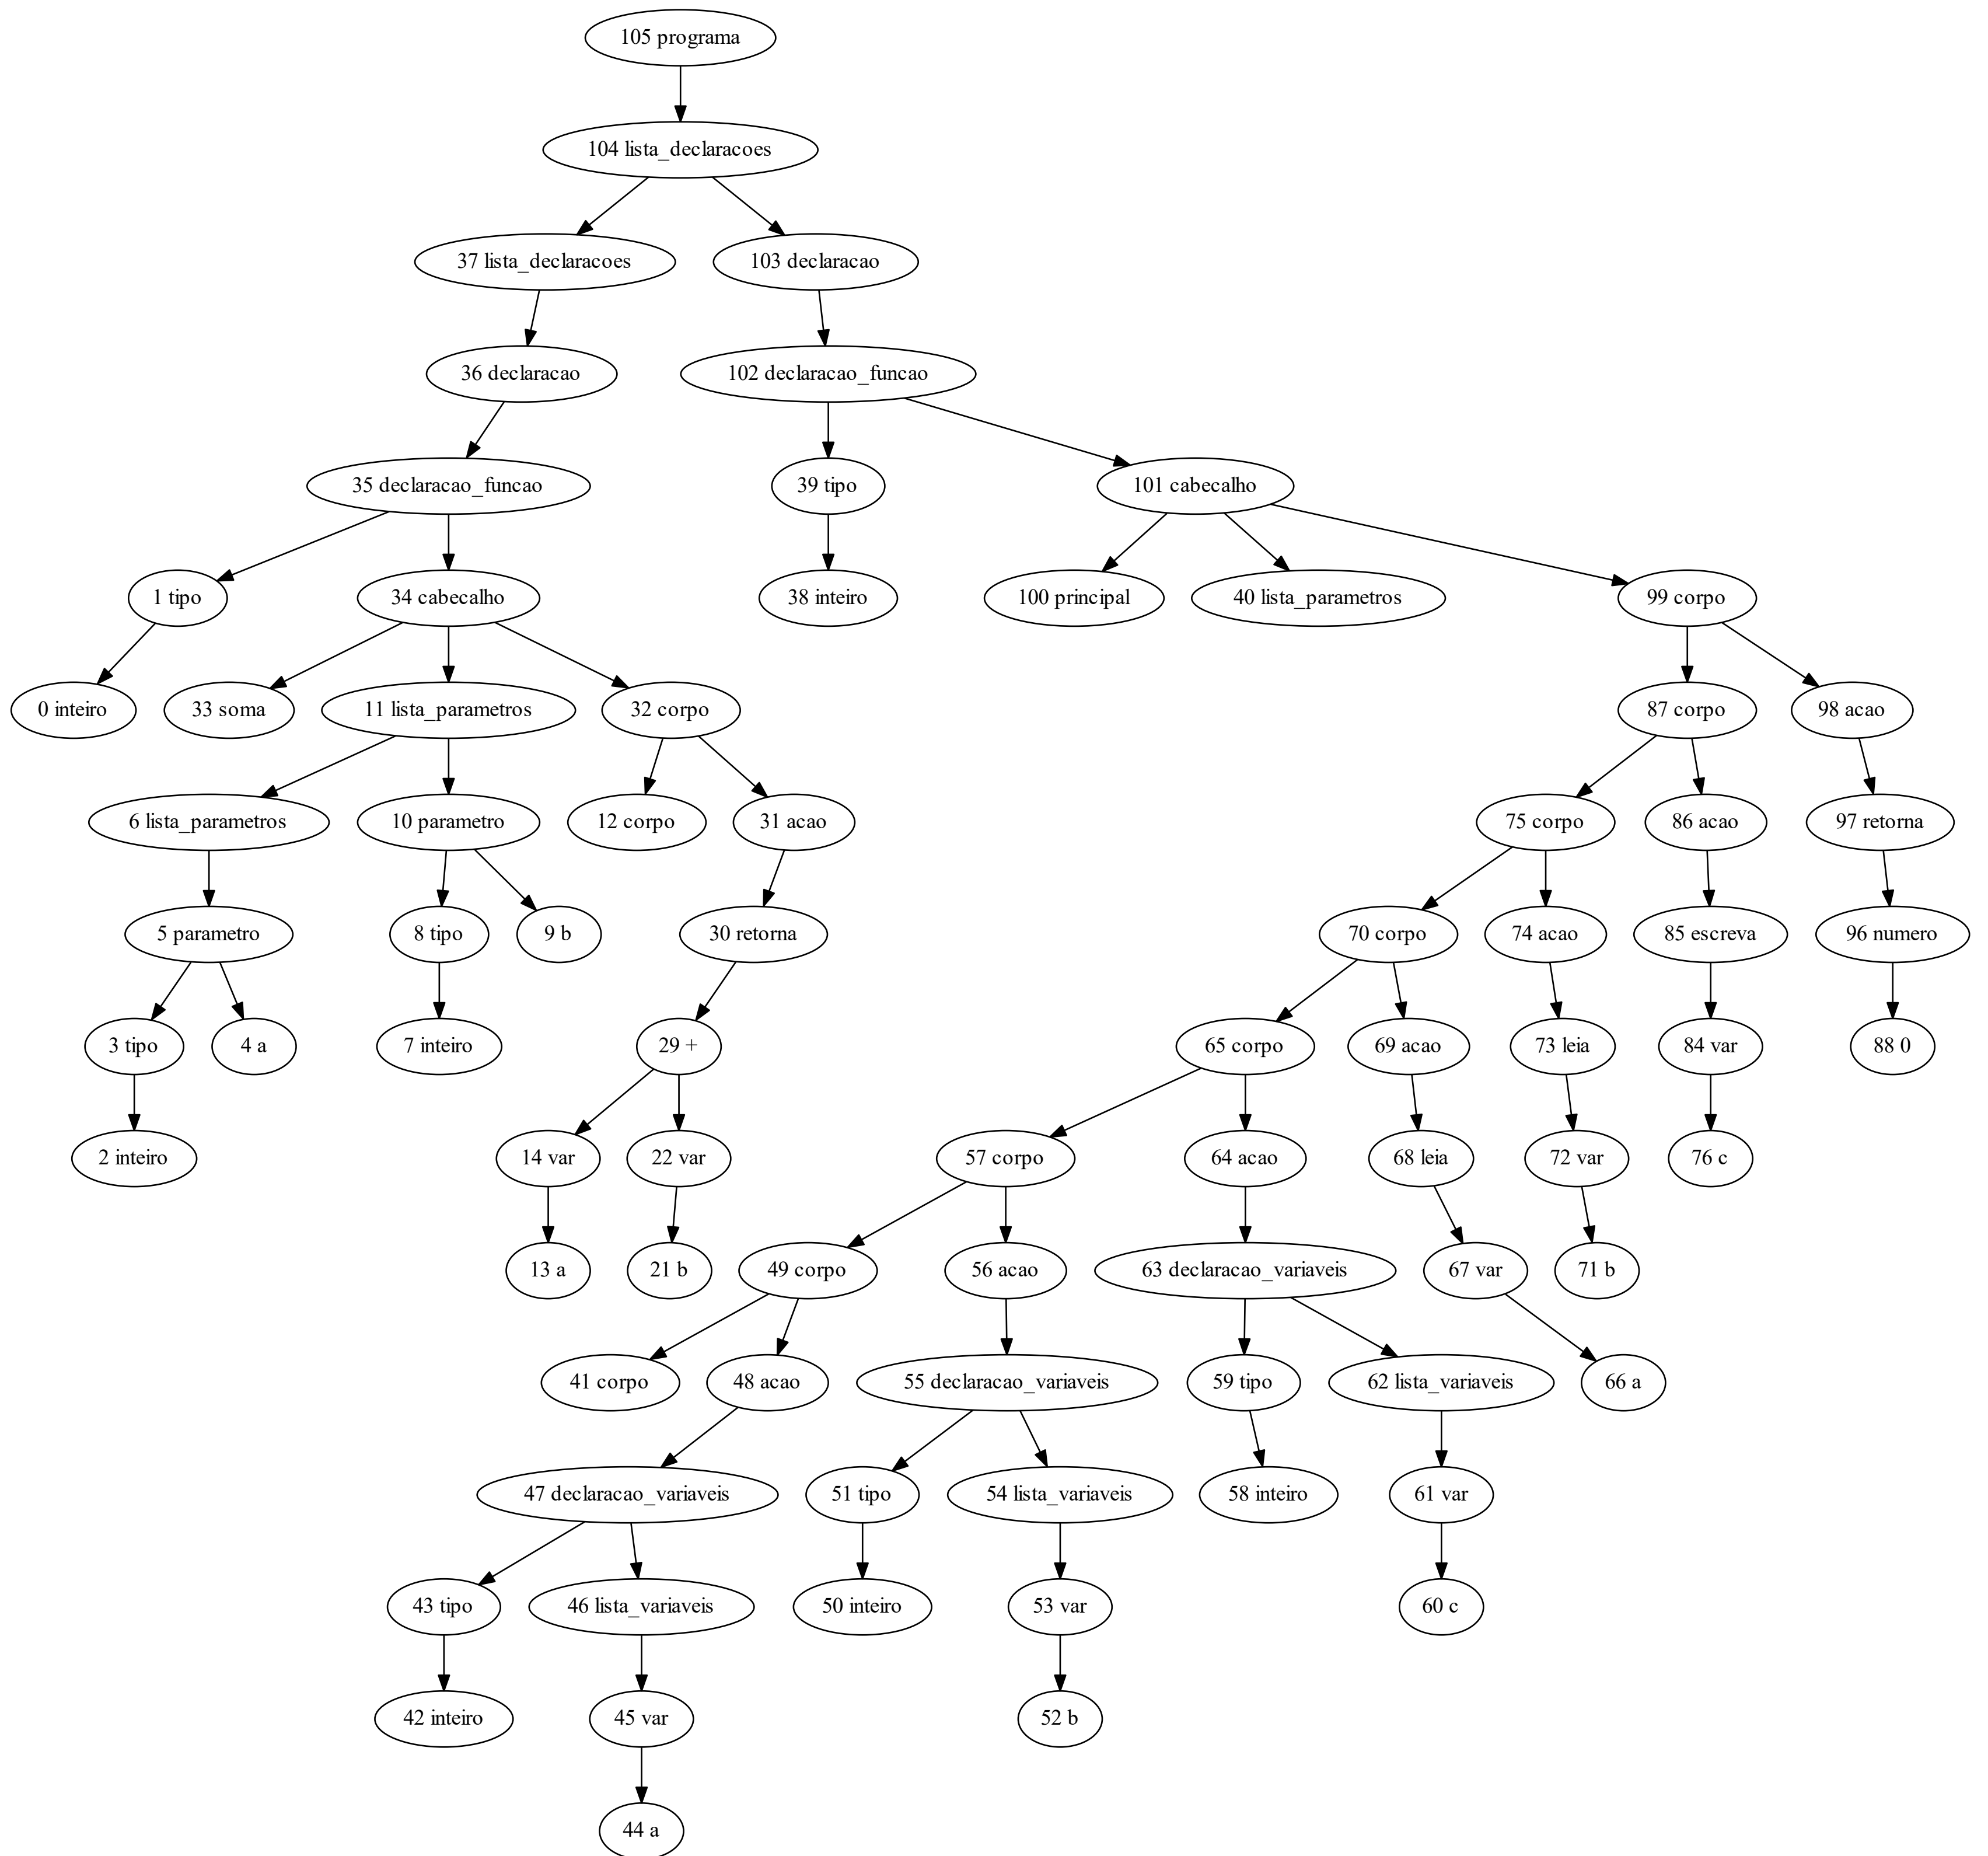 105 programa
104 lista_declaracoes
37 lista_declaracoes
103 declaracao
36 declaracao
102 declaracao_funcao
35 declaracao_funcao
39 tipo
101 cabecalho
1 tipo
34 cabecalho
38 inteiro
100 principal
40 lista_parametros
99 corpo
0 inteiro
33 soma
11 lista_parametros
32 corpo
87 corpo
98 acao
6 lista_parametros
10 parametro
12 corpo
31 acao
75 corpo
86 acao
97 retorna
5 parametro
8 tipo
9 b
30 retorna
70 corpo
74 acao
85 escreva
96 numero
3 tipo
4 a
7 inteiro
29 +
65 corpo
69 acao
73 leia
84 var
88 0
2 inteiro
14 var
22 var
57 corpo
64 acao
68 leia
72 var
76 c
13 a
21 b
49 corpo
56 acao
63 declaracao_variaveis
67 var
71 b
41 corpo
48 acao
55 declaracao_variaveis
59 tipo
62 lista_variaveis
66 a
47 declaracao_variaveis
51 tipo
54 lista_variaveis
58 inteiro
61 var
43 tipo
46 lista_variaveis
50 inteiro
53 var
60 c
42 inteiro
45 var
52 b
44 a